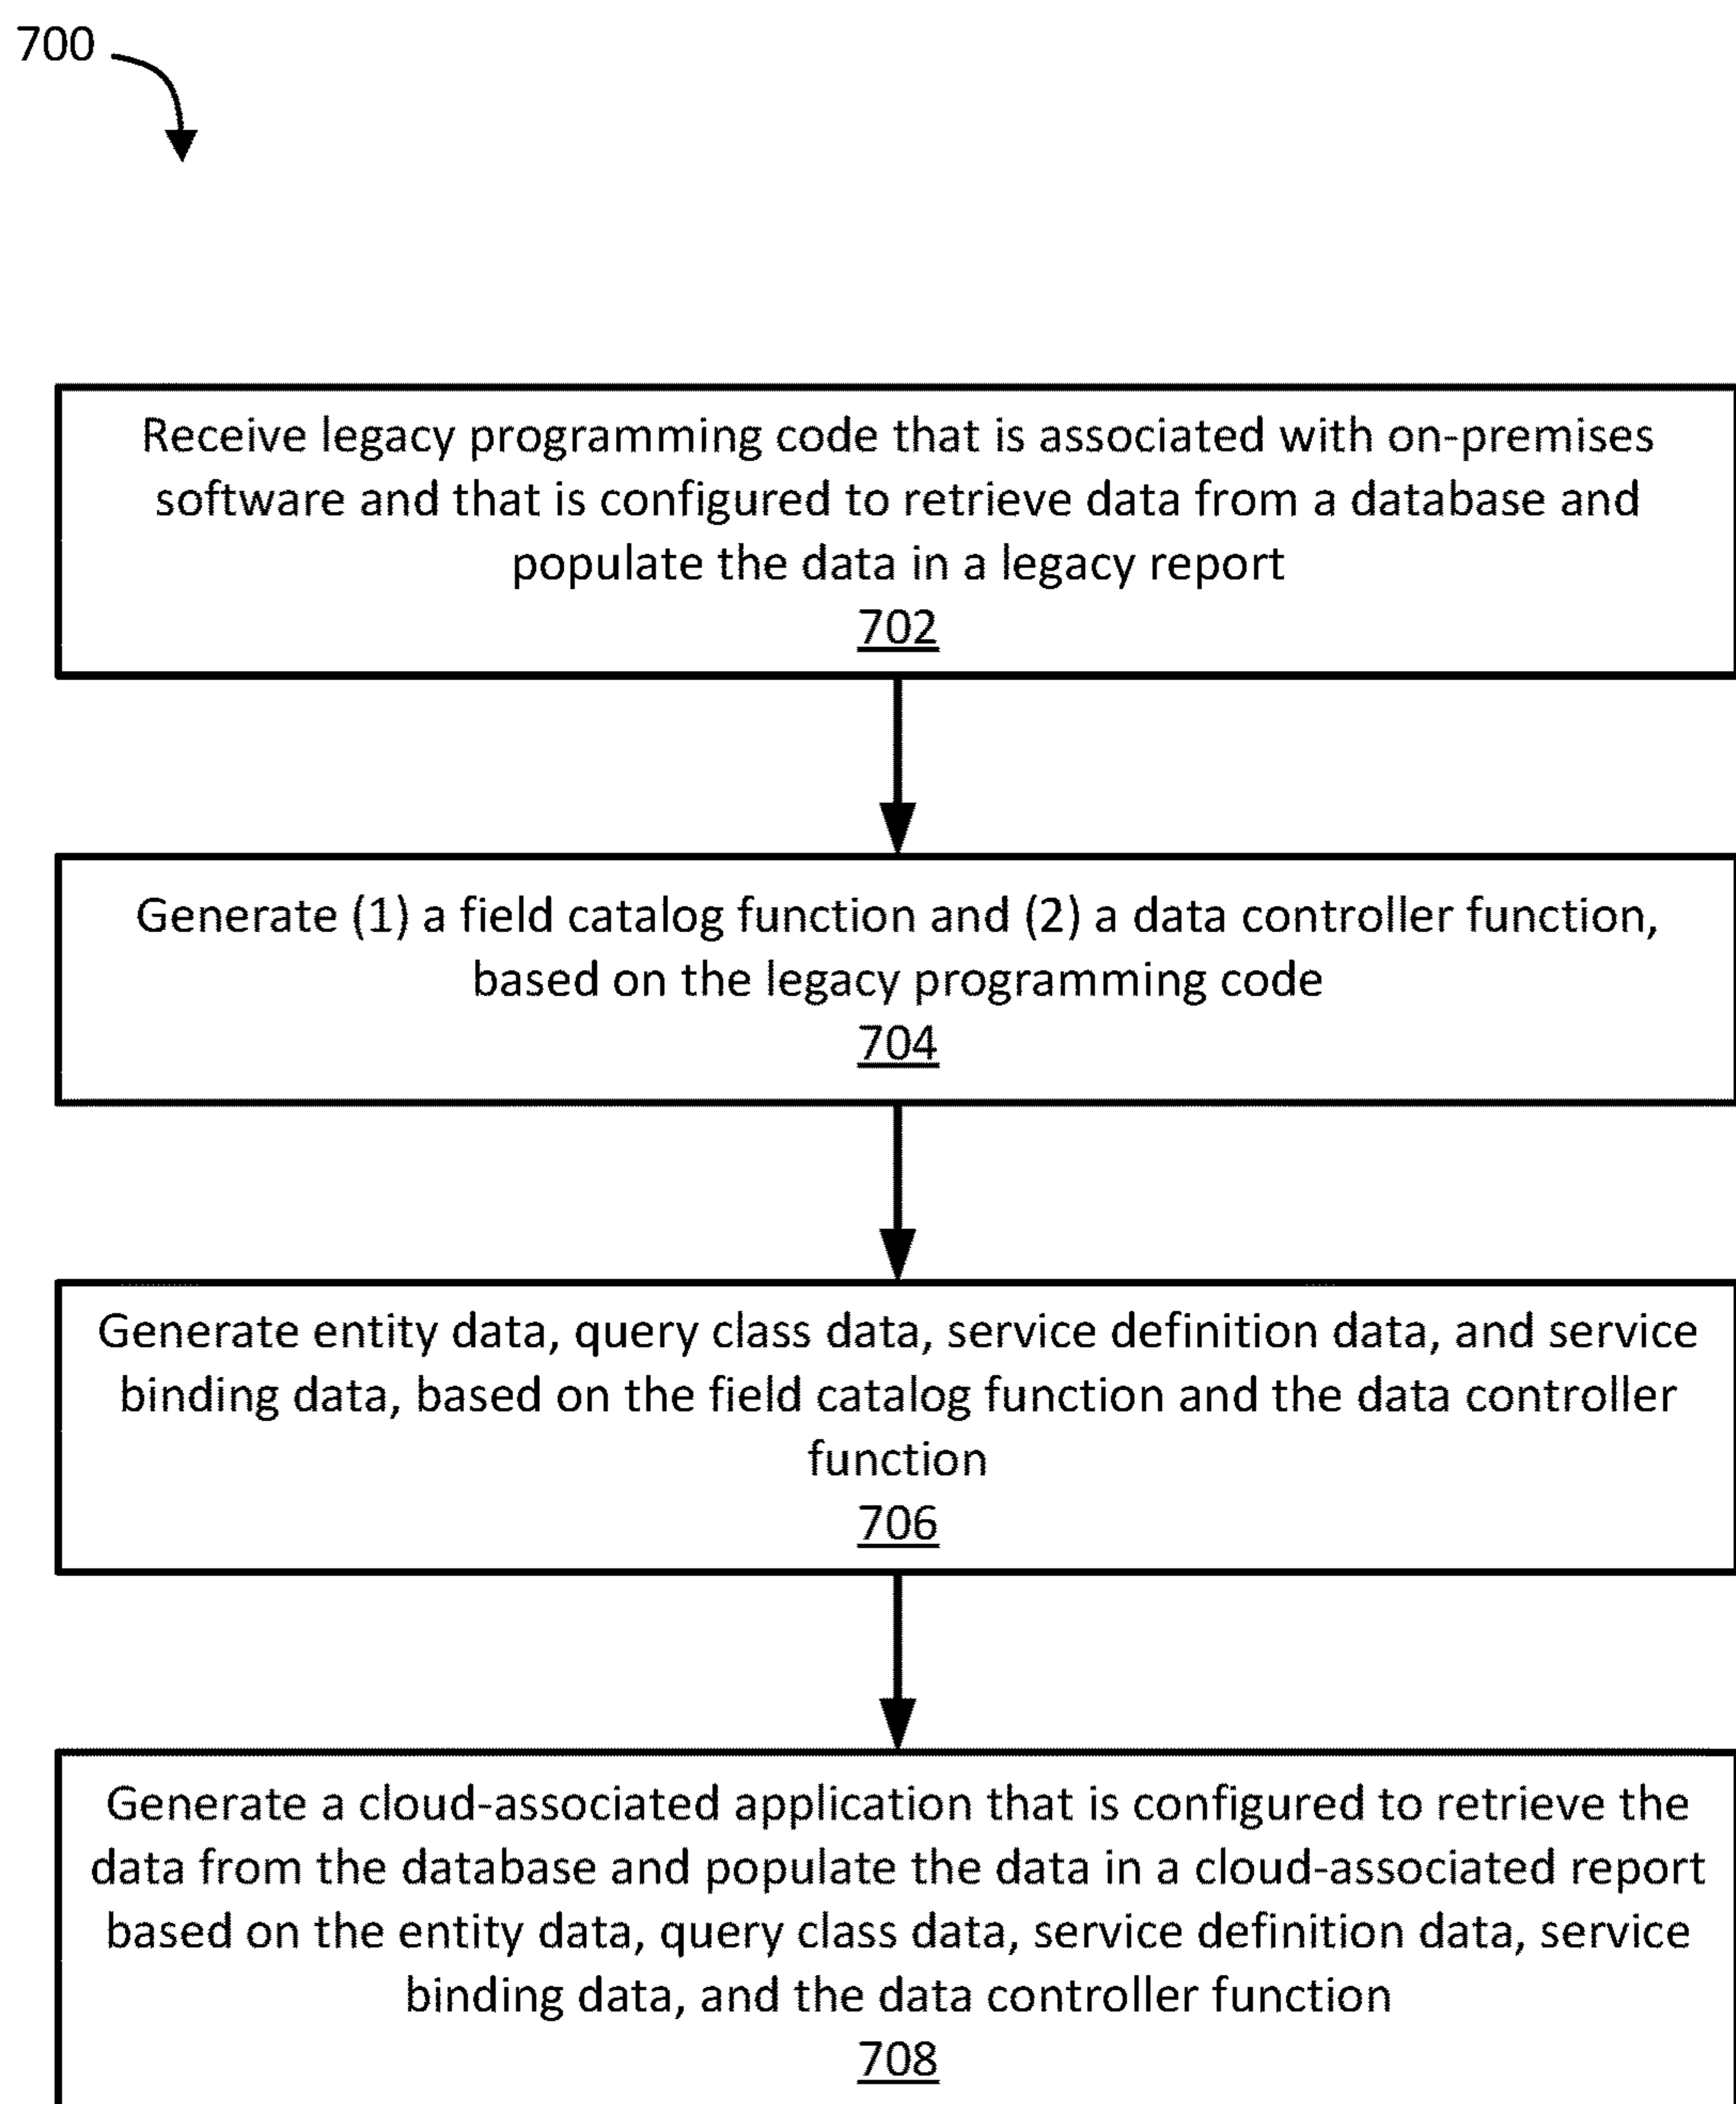 700
Receive legacy programming code that is associated with on-premises
software and that is configured to retrieve data from a database and
populate the data in a legacy report
702
Generate (1) a field catalog function and (2) a data controller function,
based on the legacy programming code
704
Generate entity data, query class data, service definition data, and service
binding data, based on the field catalog function and the data controller
function
706
Generate a cloud-associated application that is configured to retrieve the
data from the database and populate the data in a cloud-associated report
based on the entity data, query class data, service definition data, service
binding data, and the data controller function
708